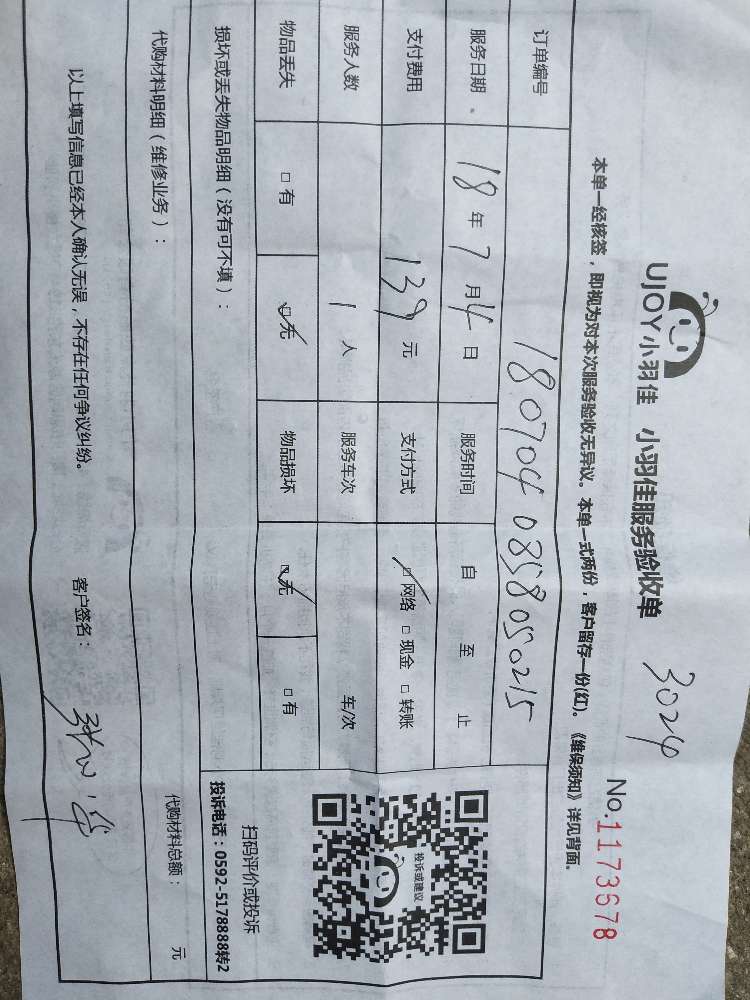 UJOY小羽佳 小羽佳服务验收单 3024
No.1173678
本单一经核签，即视为对本次服务验收无异议。本单一式两份，客户留存一份(红)。《维保须知》详见背面。
订单编号 1807040858050215
服务日期 18年7月4日 服务时间 自 至 止
支付费用 139元 支付方式 □网络 □现金 □转账
服务人数 1人 服务车次 车/次
物品丢失 □有 □无 物品损坏 □无 □有
投诉或建议
扫码评价或投诉
投诉电话：0592-5178888转2
损坏或丢失物品明细（没有可不填）：
代购材料明细（维修业务）： 代购材料总额： 元
以上填写信息已经本人确认无误，不存在任何争议纠纷。 客户签名：